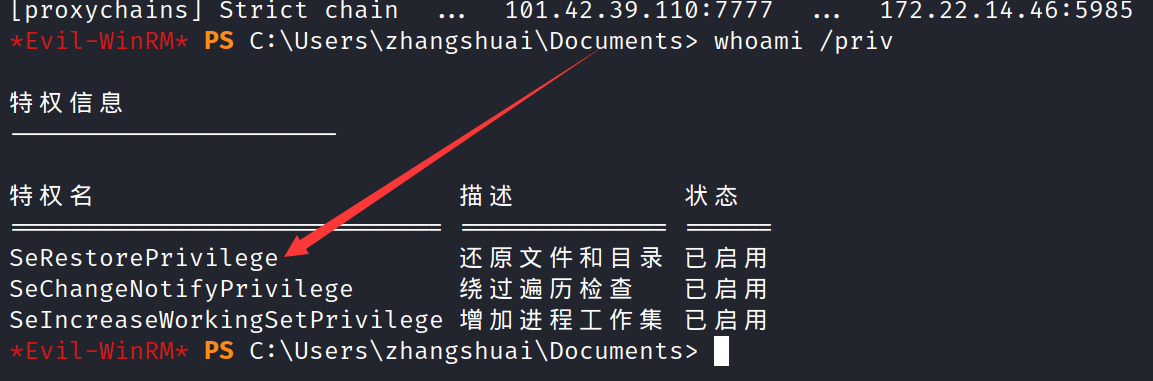 [proxychains] Strict chain  ...  101.42.39.110:7777  ...  172.22.14.46:5985
*Evil-WinRM* PS C:\Users\zhangshuai\Documents> whoami /priv
特权信息
----------------------
特权名                        描述           状态
============================= ============== ======
SeRestorePrivilege            还原文件和目录 已启用
SeChangeNotifyPrivilege       绕过遍历检查   已启用
SeIncreaseWorkingSetPrivilege 增加进程工作集 已启用
*Evil-WinRM* PS C:\Users\zhangshuai\Documents>